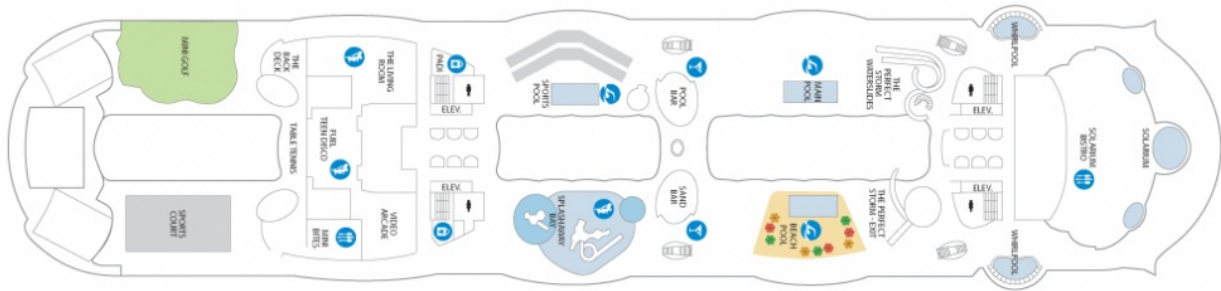 MINI GOLF
THE
BACK
DECK
THE LIVING
ROOM
PADI
ELEV.
SPORTS
POOL
POOL
BAR
MAIN
POOL
THE
PERFECT
STORM
WATERSLIDES
ELEV.
WHIRLPOOL
TABLE TENNIS
FUEL
TEEN DISCO
SOLARIUM
BISTRO
SOLARIUM
SPORTS
COURT
MINI
BITES
VIDEO
ARCADE
ELEV.
SPLASHAWAY
BAY
SAND
BAR
BEACH
POOL
THE PERFECT
STORM - EXIT
ELEV.
WHIRLPOOL